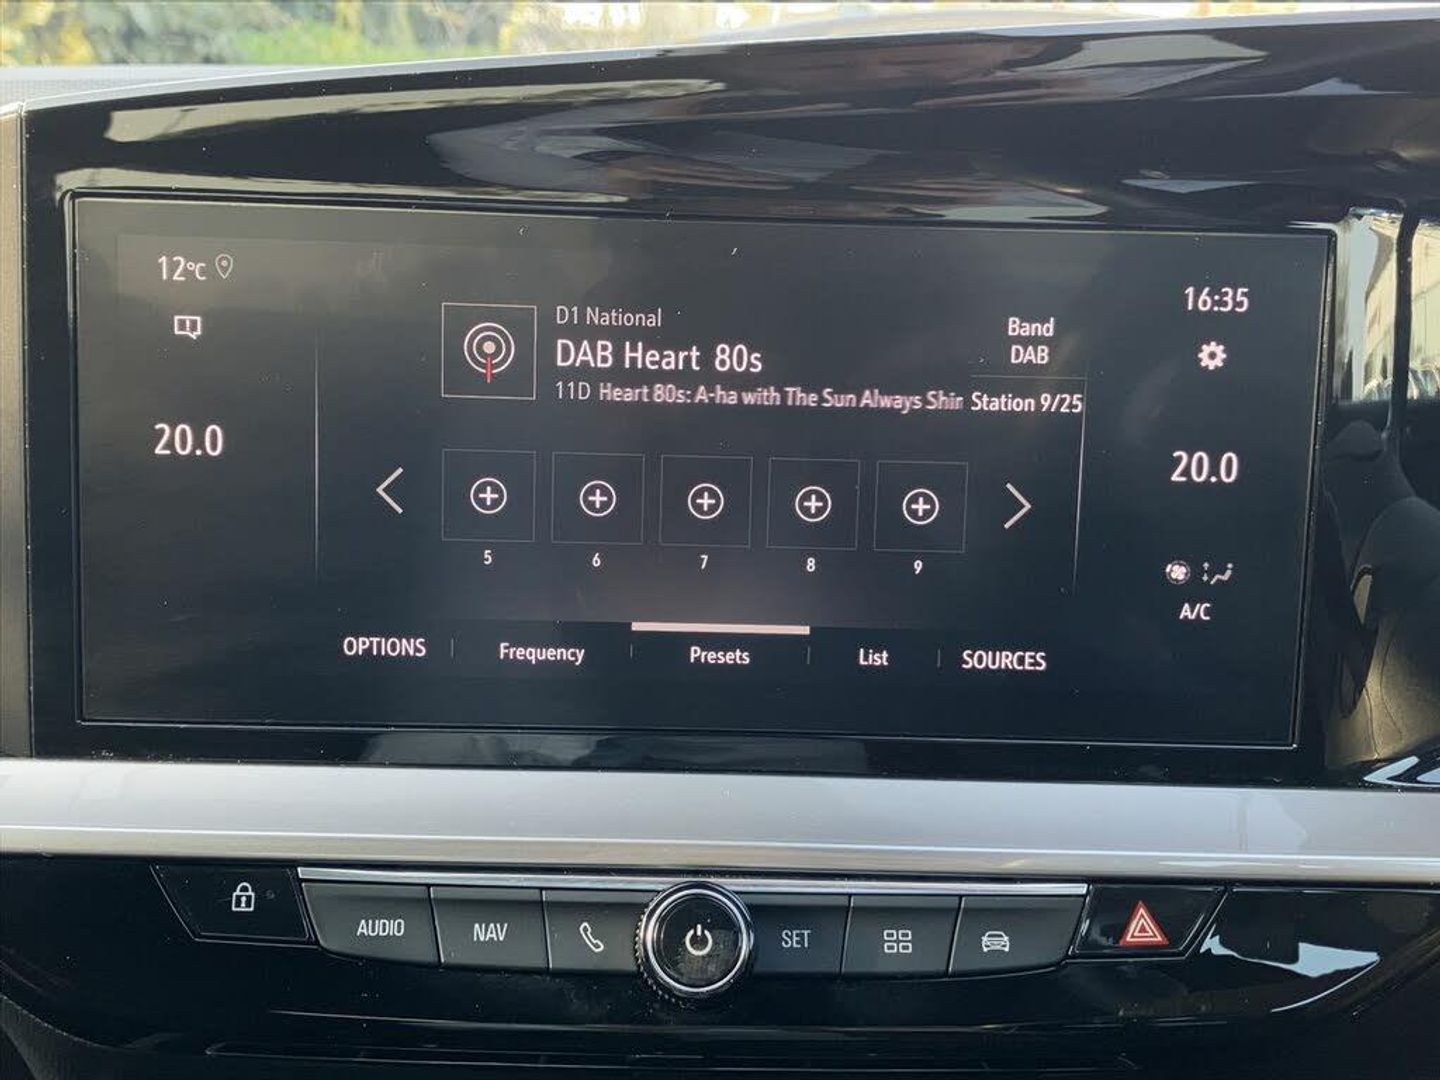 12°C
16:35
D1 National
DAB Heart 80s
11D Heart 80s: A-ha with The Sun Always Shin
Band
DAB
Station 9/25
20.0
20.0
5 6 7 8 9
A/C
OPTIONS Frequency Presets List SOURCES
AUDIO NAV SET